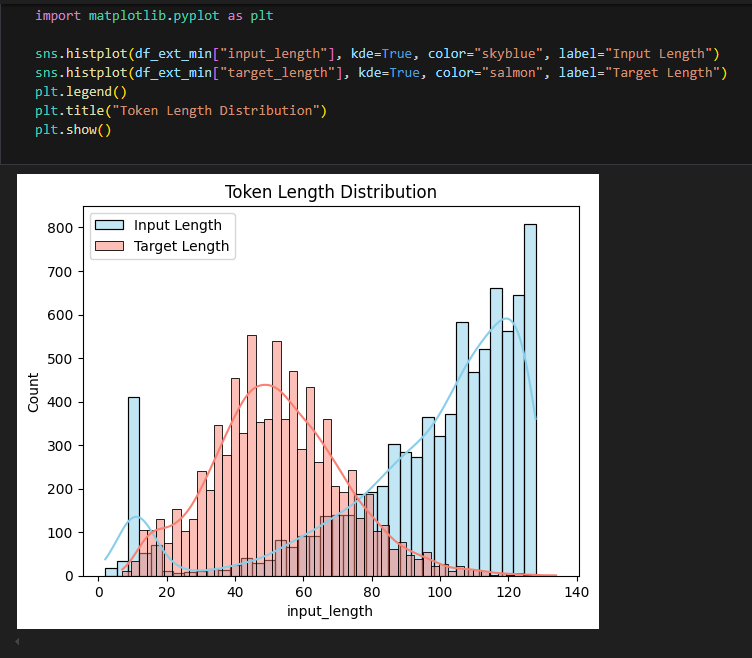 import matplotlib.pyplot as plt
sns.histplot(df_ext_min["input_length"], kde=True, color="skyblue", label="Input Length")
sns.histplot(df_ext_min["target_length"], kde=True, color="salmon", label="Target Length")
plt.legend()
plt.title("Token Length Distribution")
plt.show()
Token Length Distribution
Input Length
Target Length
800
700
600
500
400
300
200
100
0
Count
0 20 40 60 80 100 120 140
input_length